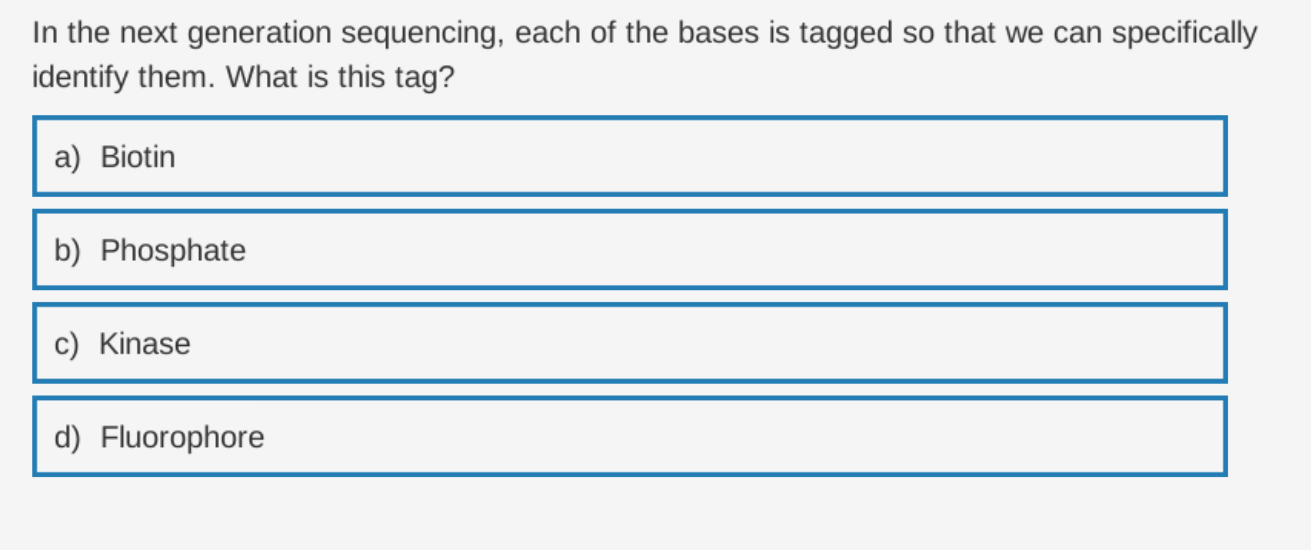 In the next generation sequencing, each of the bases is tagged so that we can specifically
identify them. What is this tag?
a) Biotin
b) Phosphate
c) Kinase
d) Fluorophore